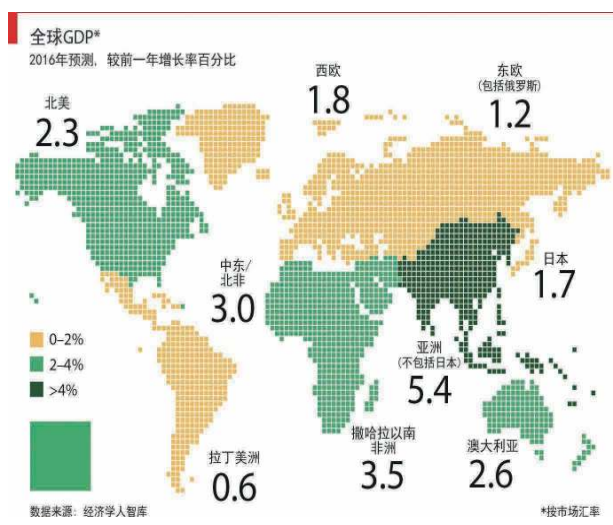 全球GDP*
2016年预测，较前一年增长率百分比
北美
2.3
西欧
1.8
东欧
(包括俄罗斯)
1.2
中东/
北非
3.0
日本
1.7
0–2%
2–4%
>4%
亚洲
(不包括日本)
5.4
拉丁美洲
0.6
撒哈拉以南
非洲
3.5
澳大利亚
2.6
数据来源：经济学人智库
*按市场汇率